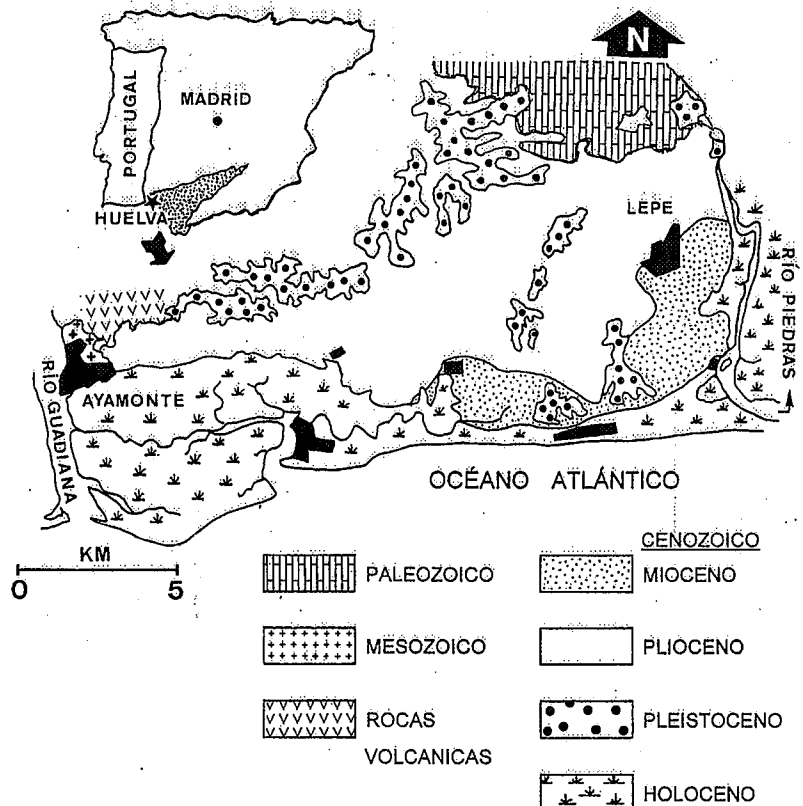 N
PORTUGAL
MADRID
HUELVA
LEPE
RÍO PIEDRAS
AYAMONTE
RÍO GUADIANA
OCÉANO ATLÁNTICO
KM
0 5
CENOZOICO
PALEOZOICO
MIOCENO
MESOZOICO
PLIOCENO
ROCAS
VOLCANICAS
PLEISTOCENO
HOLOCENO